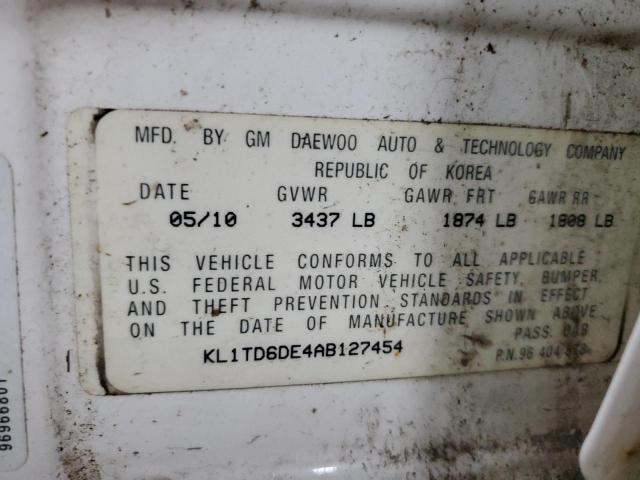 MFD. BY GM DAEWOO AUTO & TECHNOLOGY COMPANY
REPUBLIC OF KOREA
DATE GVWR GAWR FRT GAWR RR
05/10 3437 LB 1874 LB 1808 LB
THIS VEHICLE CONFORMS TO ALL APPLICABLE
U.S. FEDERAL MOTOR VEHICLE SAFETY, BUMPER,
AND THEFT PREVENTION STANDARDS IN EFFECT
ON THE DATE OF MANUFACTURE SHOWN ABOVE
PASS CAR
KL1TD6DE4AB127454
P.N. 96 404